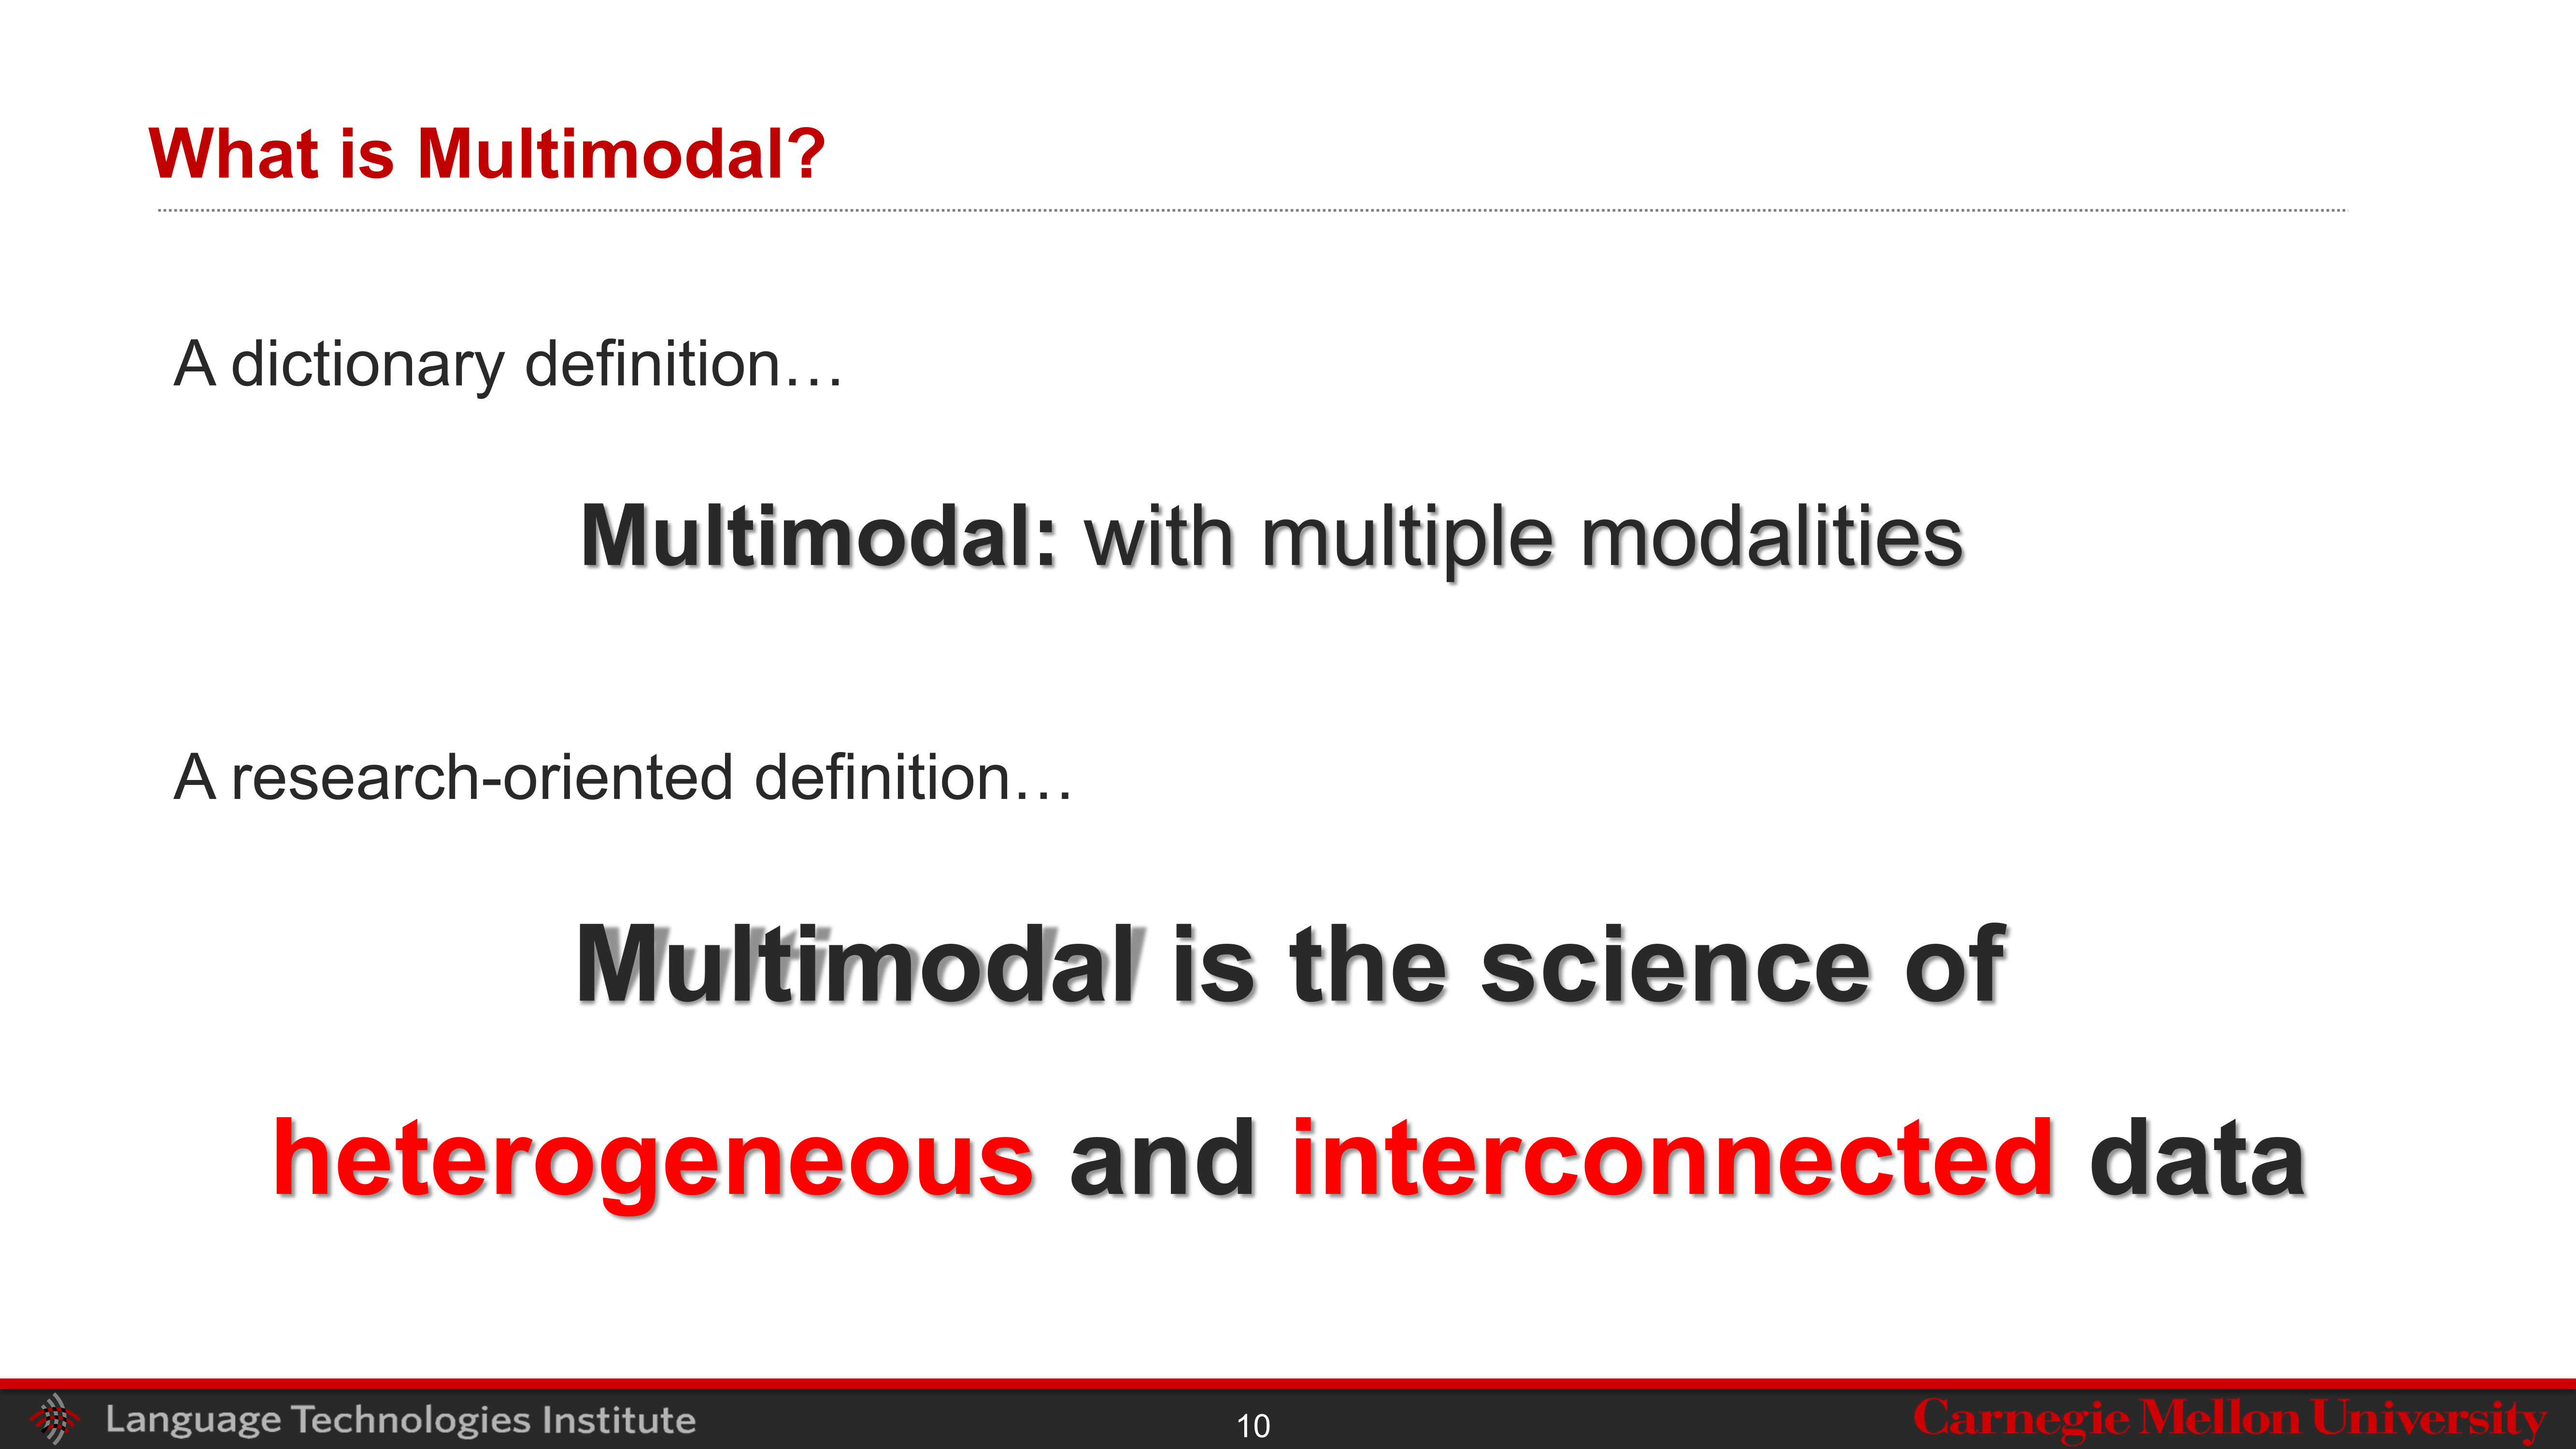 What is Multimodal?
A dictionary definition…
Multimodal: with multiple modalities
A research-oriented definition…
Multimodal is the science of
heterogeneous and interconnected data
Language Technologies Institute
10
Carnegie Mellon University